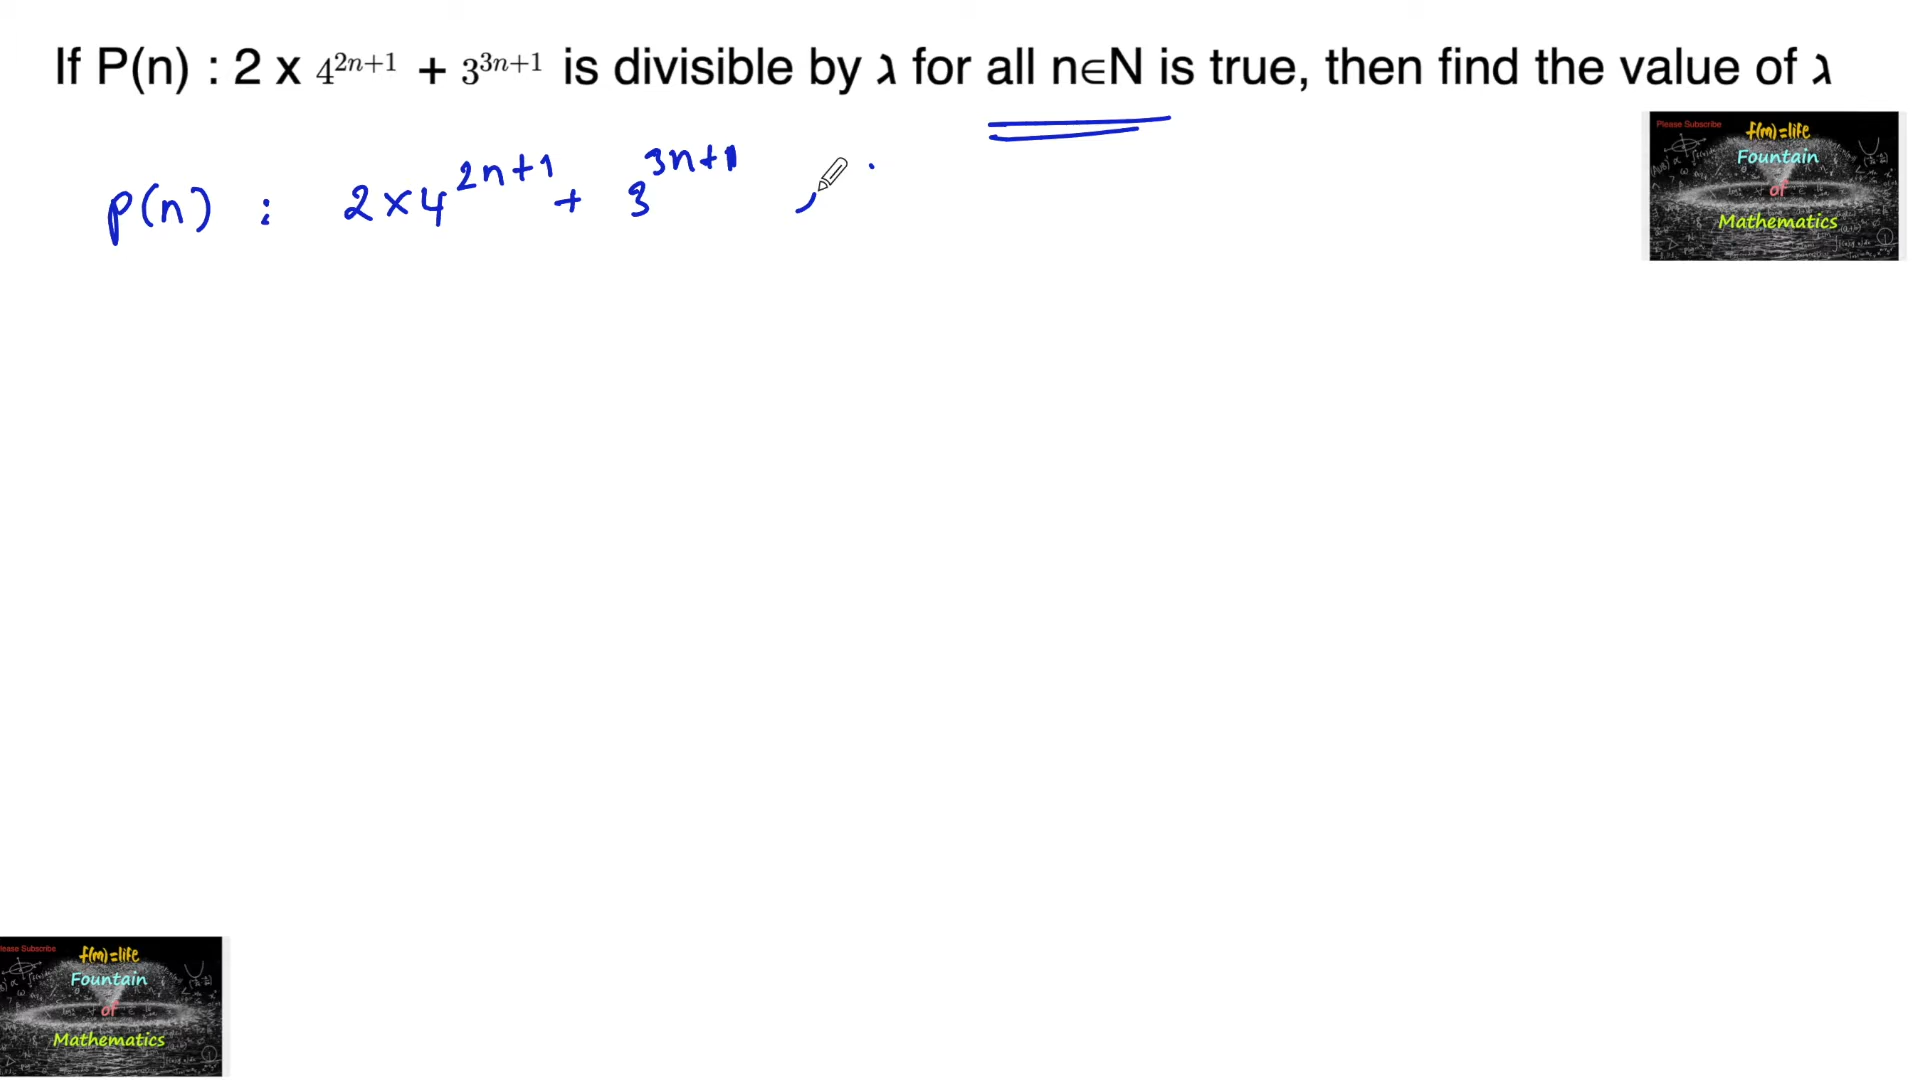 If P(n) : 2 x 4^{2n+1} + 3^{3n+1} is divisible by λ for all n∈N is true, then find the value of λ
p(n) : 2×4^{2n+1} + 3^{3n+1} ,
Please Subscribe
f(m)=life
Fountain
of
Mathematics
lease Subscribe
f(m)=life
Fountain
of
Mathematics